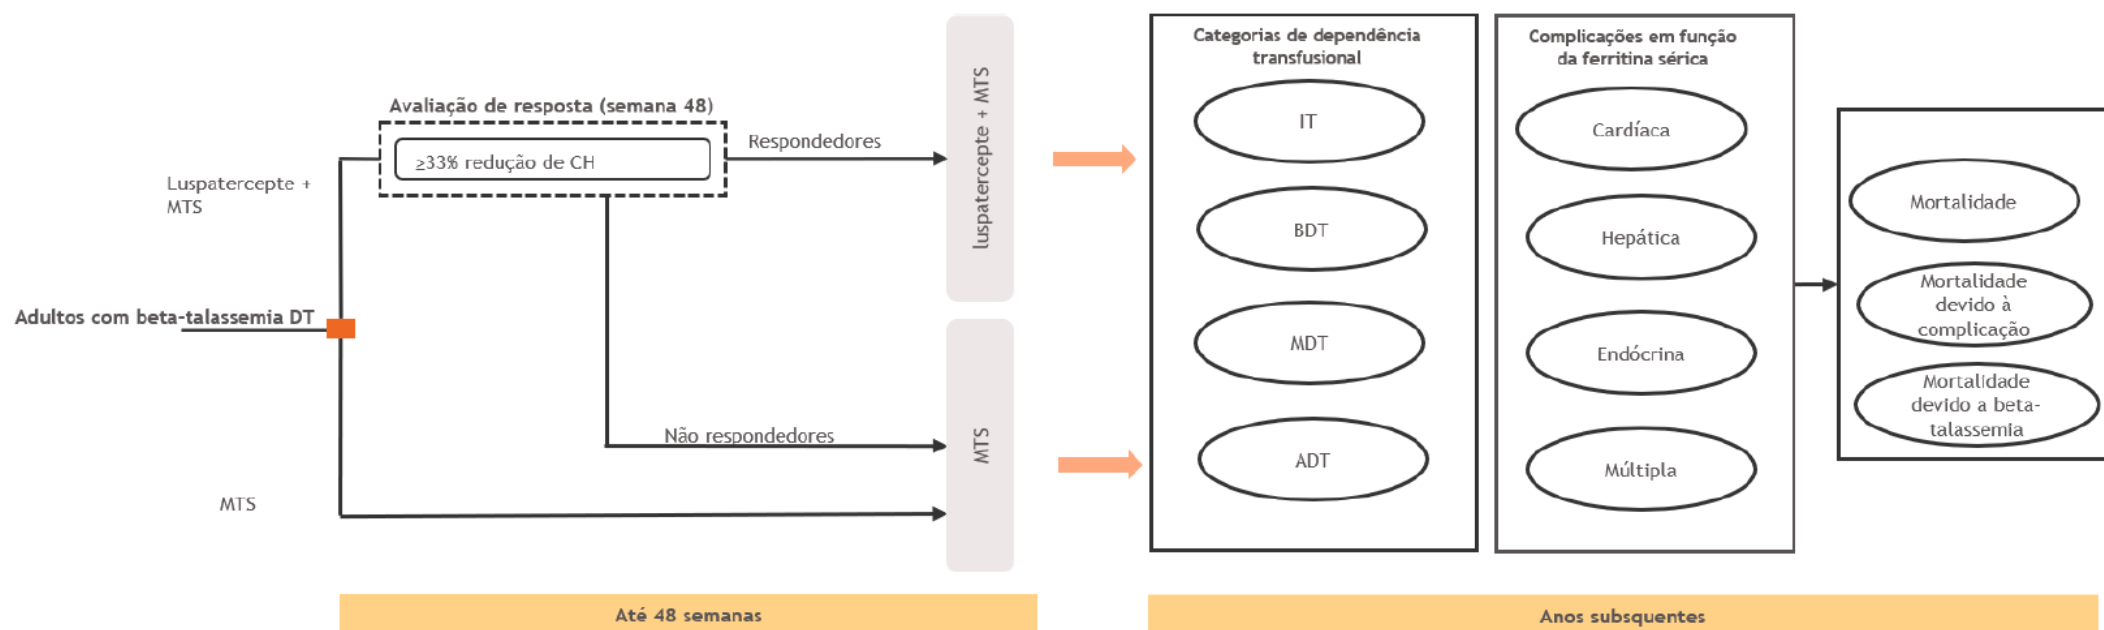 Adultos com beta-talassemia DT
Luspatercepte +
MTS
MTS
Avaliação de resposta (semana 48)
≥33% redução de CH
Respondedores
Não respondedores
luspatercepte + MTS
MTS
Até 48 semanas
Categorias de dependência
transfusional
IT
BDT
MDT
ADT
Complicações em função
da ferritina sérica
Cardíaca
Hepática
Endócrina
Múltipla
Mortalidade
Mortalidade
devido à
complicação
Mortalidade
devido a beta-
talassemia
Anos subsquentes